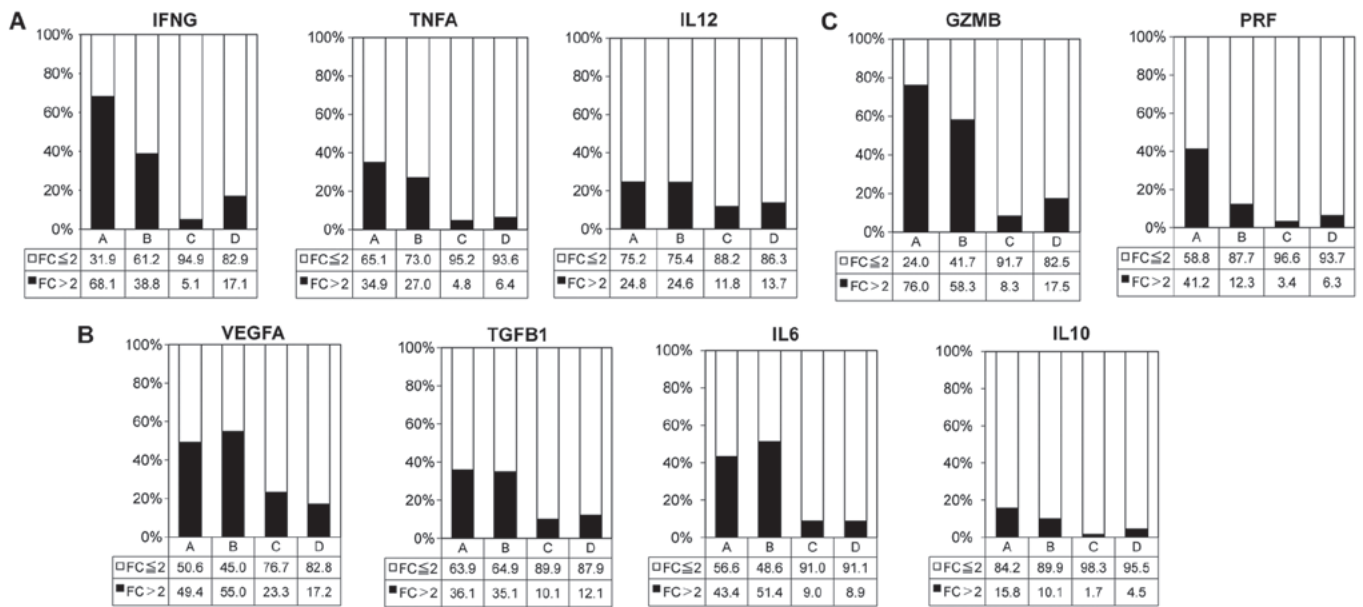 A
IFNG
100%
80%
60%
40%
20%
0%
A B C D
□FC≦2 31.9 61.2 94.9 82.9
■FC>2 68.1 38.8 5.1 17.1
TNFA
100%
80%
60%
40%
20%
0%
A B C D
□FC≦2 65.1 73.0 95.2 93.6
■FC>2 34.9 27.0 4.8 6.4
IL12
100%
80%
60%
40%
20%
0%
A B C D
□FC≦2 75.2 75.4 88.2 86.3
■FC>2 24.8 24.6 11.8 13.7
C
GZMB
100%
80%
60%
40%
20%
0%
A B C D
□FC≦2 24.0 41.7 91.7 82.5
■FC>2 76.0 58.3 8.3 17.5
PRF
100%
80%
60%
40%
20%
0%
A B C D
□FC≦2 58.8 87.7 96.6 93.7
■FC>2 41.2 12.3 3.4 6.3
B
VEGFA
100%
80%
60%
40%
20%
0%
A B C D
□FC≦2 50.6 45.0 76.7 82.8
■FC>2 49.4 55.0 23.3 17.2
TGFB1
100%
80%
60%
40%
20%
0%
A B C D
□FC≦2 63.9 64.9 89.9 87.9
■FC>2 36.1 35.1 10.1 12.1
IL6
100%
80%
60%
40%
20%
0%
A B C D
□FC≦2 56.6 48.6 91.0 91.1
■FC>2 43.4 51.4 9.0 8.9
IL10
100%
80%
60%
40%
20%
0%
A B C D
□FC≦2 84.2 89.9 98.3 95.5
■FC>2 15.8 10.1 1.7 4.5